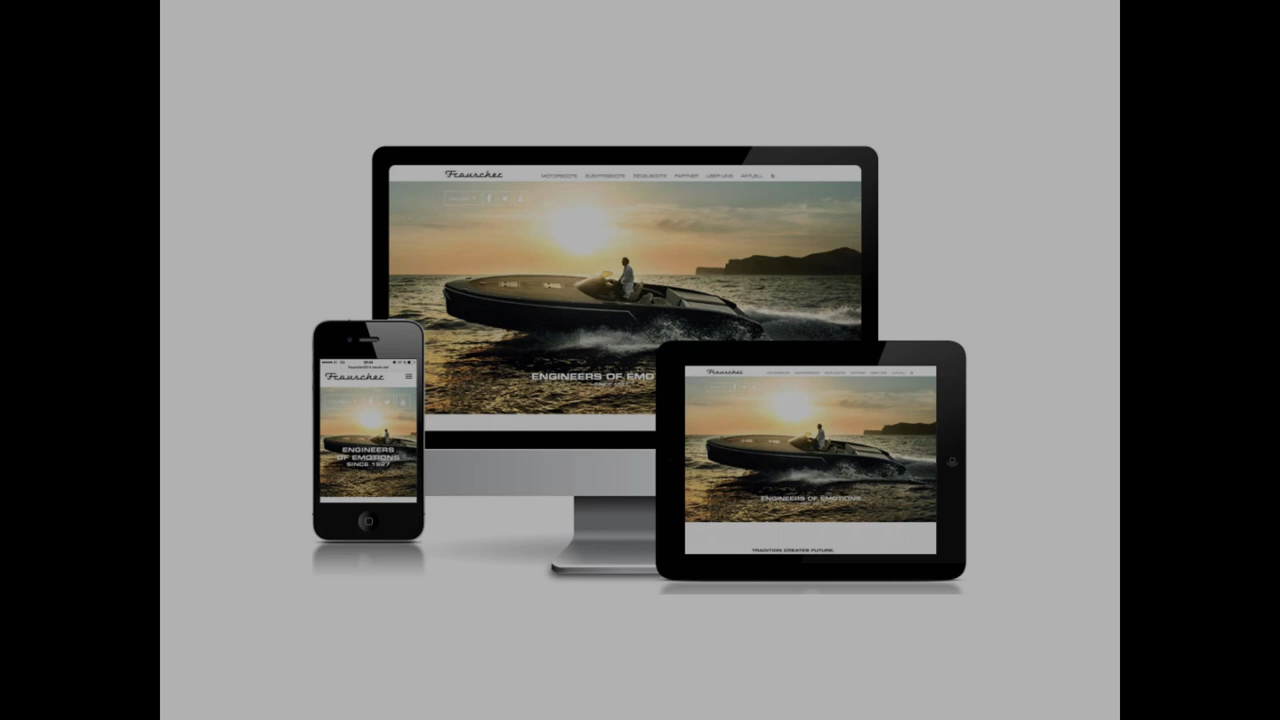 Frauscher MOTORBOOTE ELEKTROBOOTE SEGELBOOTE PARTNER ÜBER UNS AKTUELL
ENGINEERS OF EMO
Frauscher
ENGINEERS
OF EMOTIONS
SINCE 1927
Frauscher
ENGINEERS OF EMOTIONS
TRADITION CREATES FUTURE.